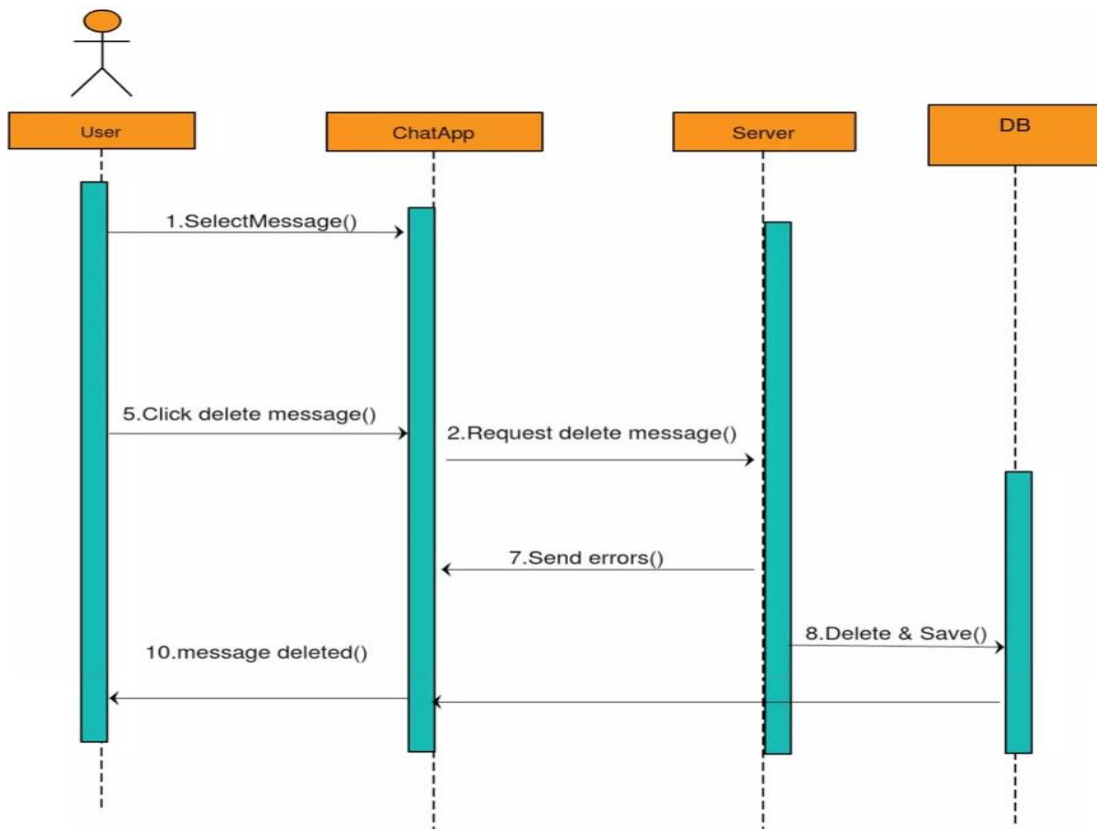 User
ChatApp
Server
DB
1.SelectMessage()
5.Click delete message()
2.Request delete message()
7.Send errors()
8.Delete & Save()
10.message deleted()